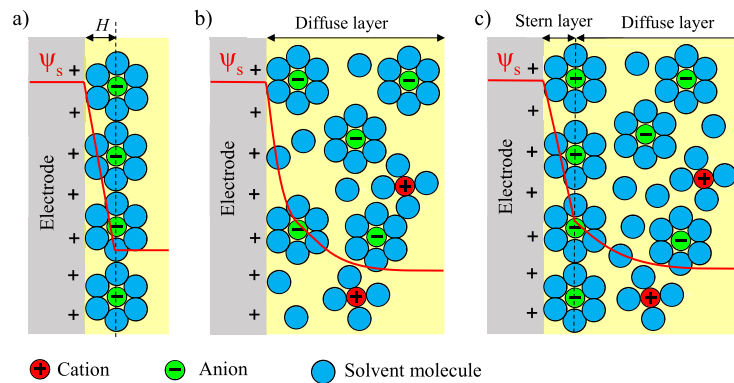 a) H b) Diffuse layer c) Stern layer Diffuse layer
Ψs + Ψs + Ψs +
+ + +
+ + +
Electrode Electrode Electrode
+ + +
+ + +
+ + +
+ + +
+ Cation − Anion Solvent molecule